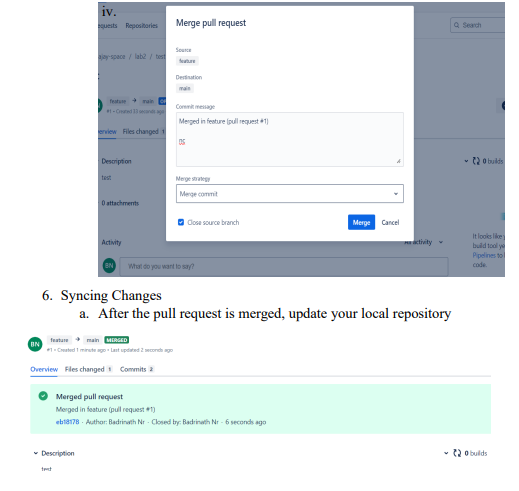 iv.
equests Repositories
Search
Merge pull request
Source
feature
ajay-space / lab2 / test
Destination
main
Commit message
feature → main
Merged in feature (pull request #1)
#1 • Created 33 seconds ago
erview Files changed 1
Merge strategy
Description
0 builds
test
Merge commit
0 attachments
Close source branch
Merge Cancel
Activity
activity
It looks like
build tool ye
Pipelines to
code.
BN What do you want to say?
6. Syncing Changes
a. After the pull request is merged, update your local repository
BN feature → main MERGED
#1 • Created 1 minute ago • Last updated 2 seconds ago
Overview Files changed 1 Commits 2
Merged pull request
Merged in feature (pull request #1)
eb18178 · Author: Badrinath Nr · Closed by: Badrinath Nr · 6 seconds ago
Description
0 builds
test